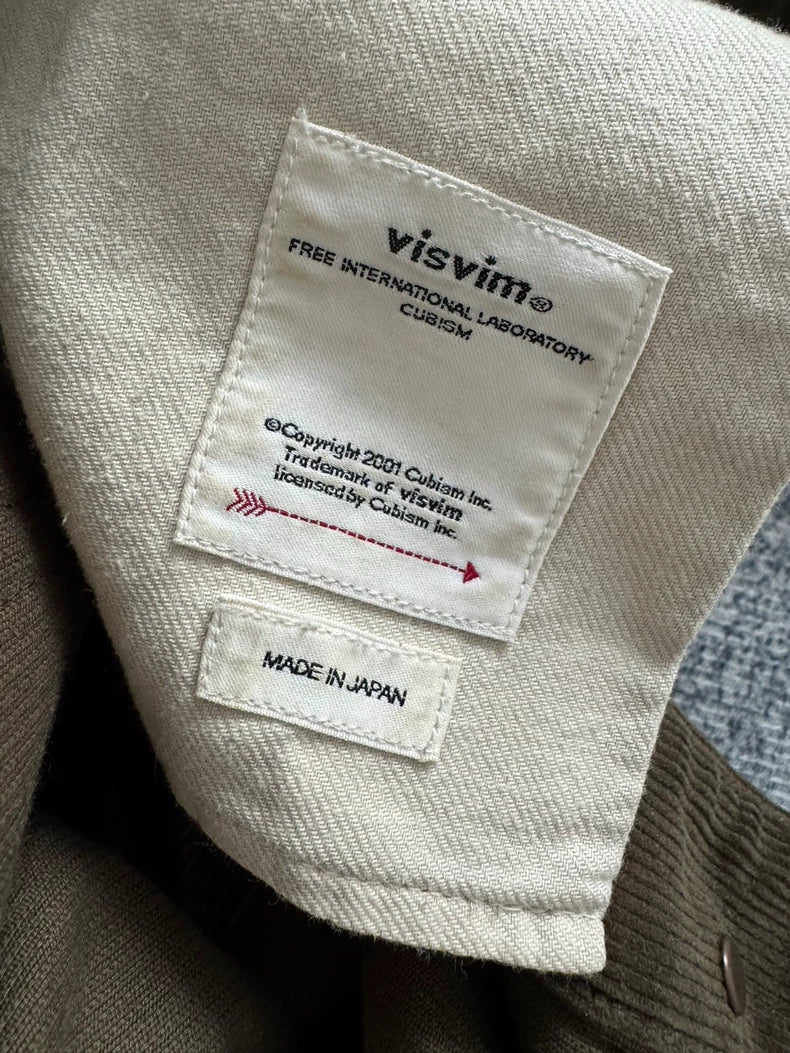 visvim®
FREE INTERNATIONAL LABORATORY
CUBISM
©Copyright 2001 Cubism Inc.
Trademark of visvim
licensed by Cubism Inc.
MADE IN JAPAN